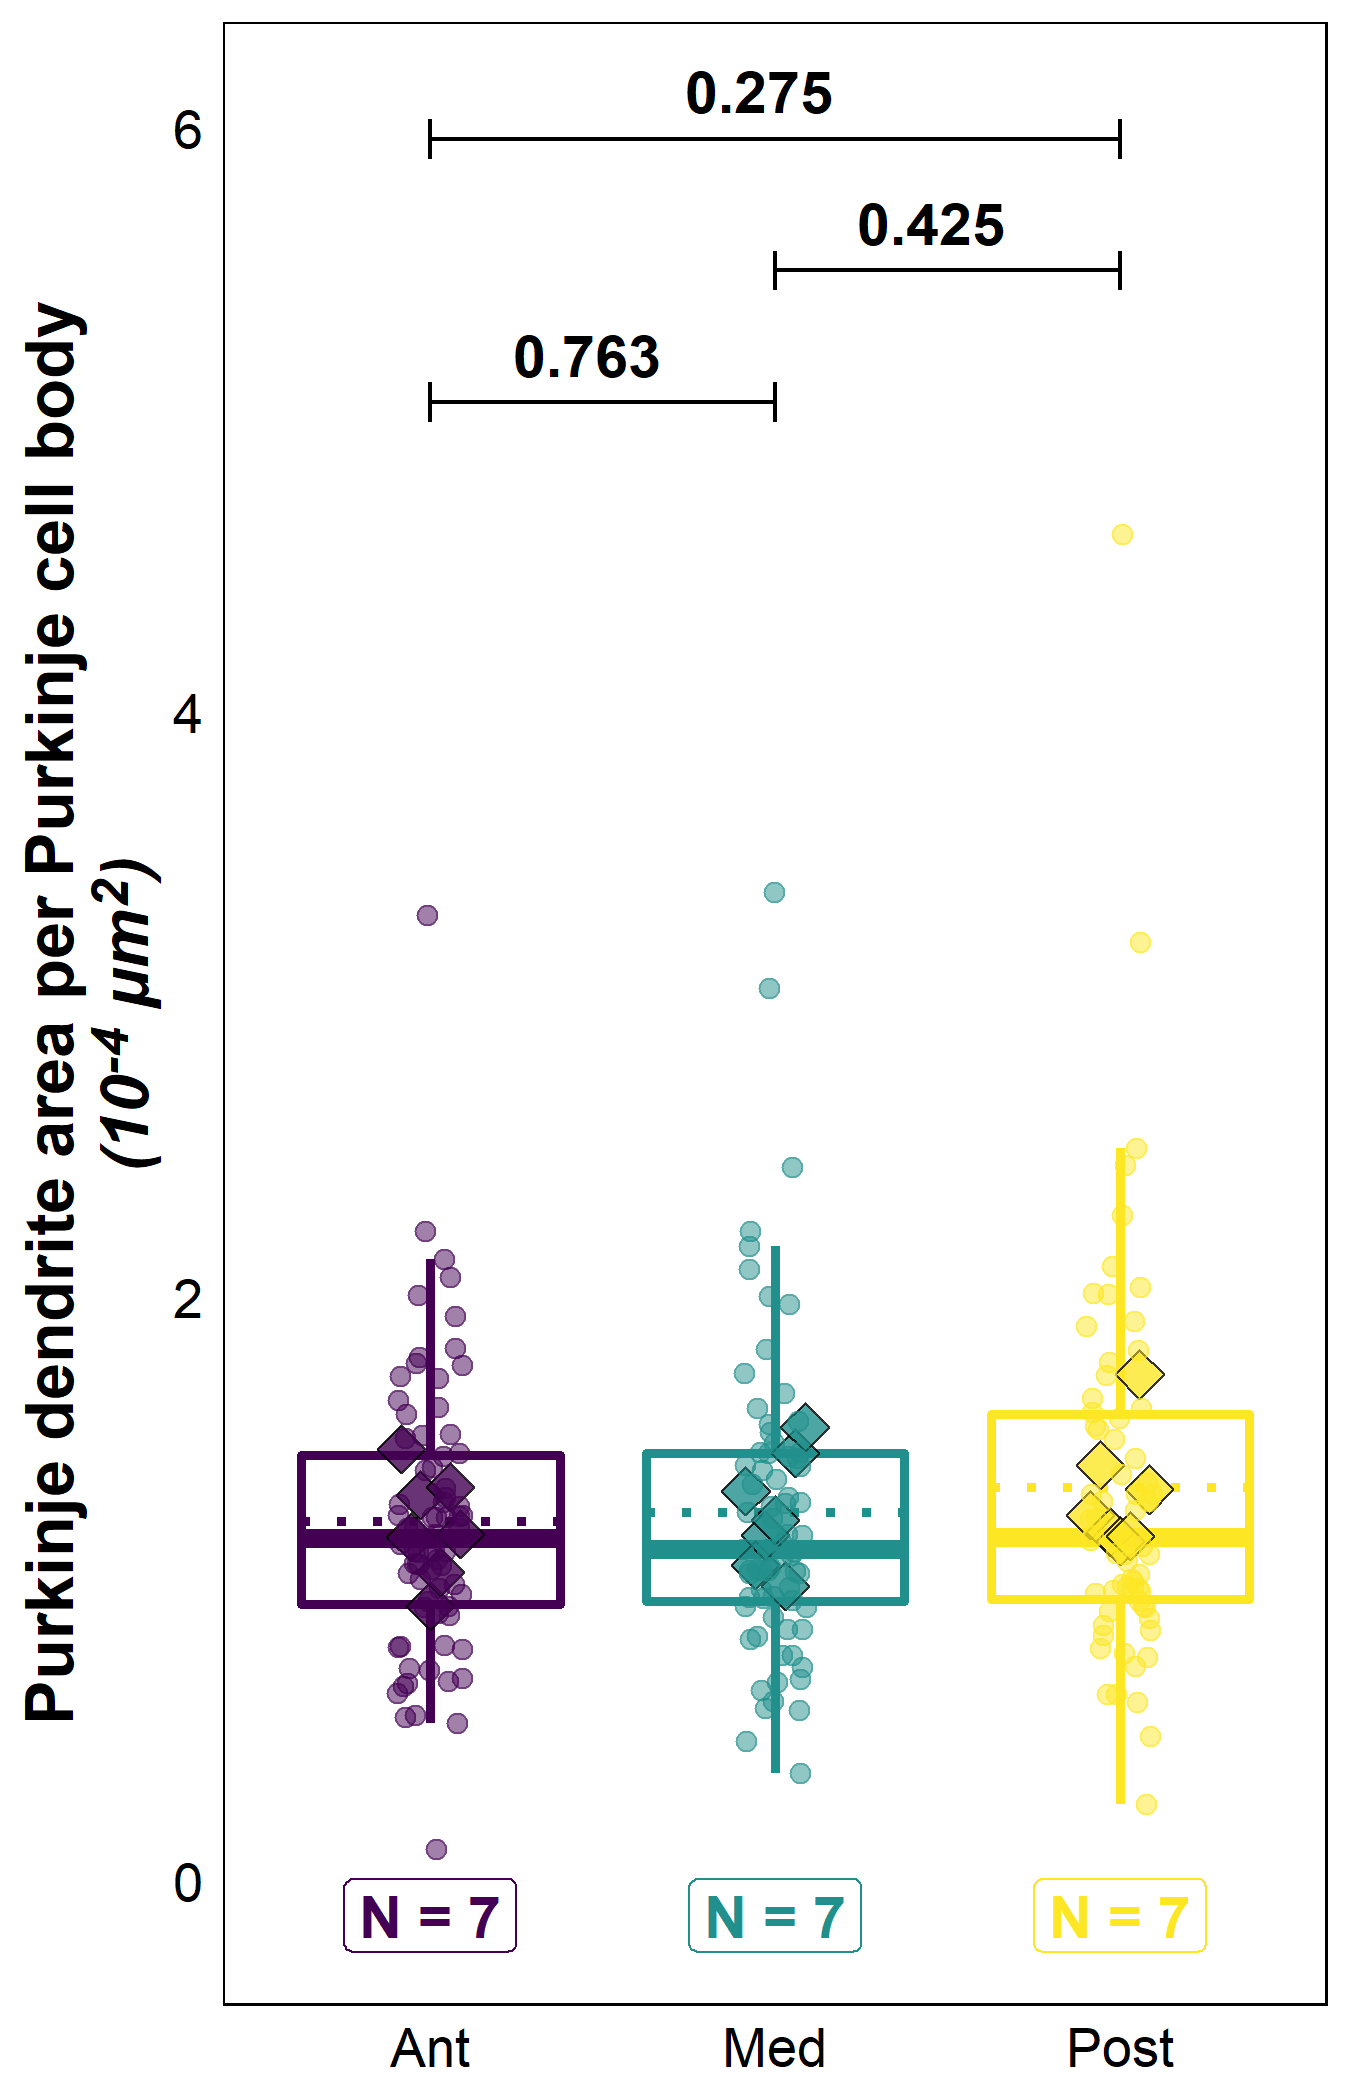 Purkinje dendrite area per Purkinje cell body
(10⁻⁴ µm²)
6
4
2
0
0.275
0.425
0.763
N = 7
N = 7
N = 7
Ant
Med
Post